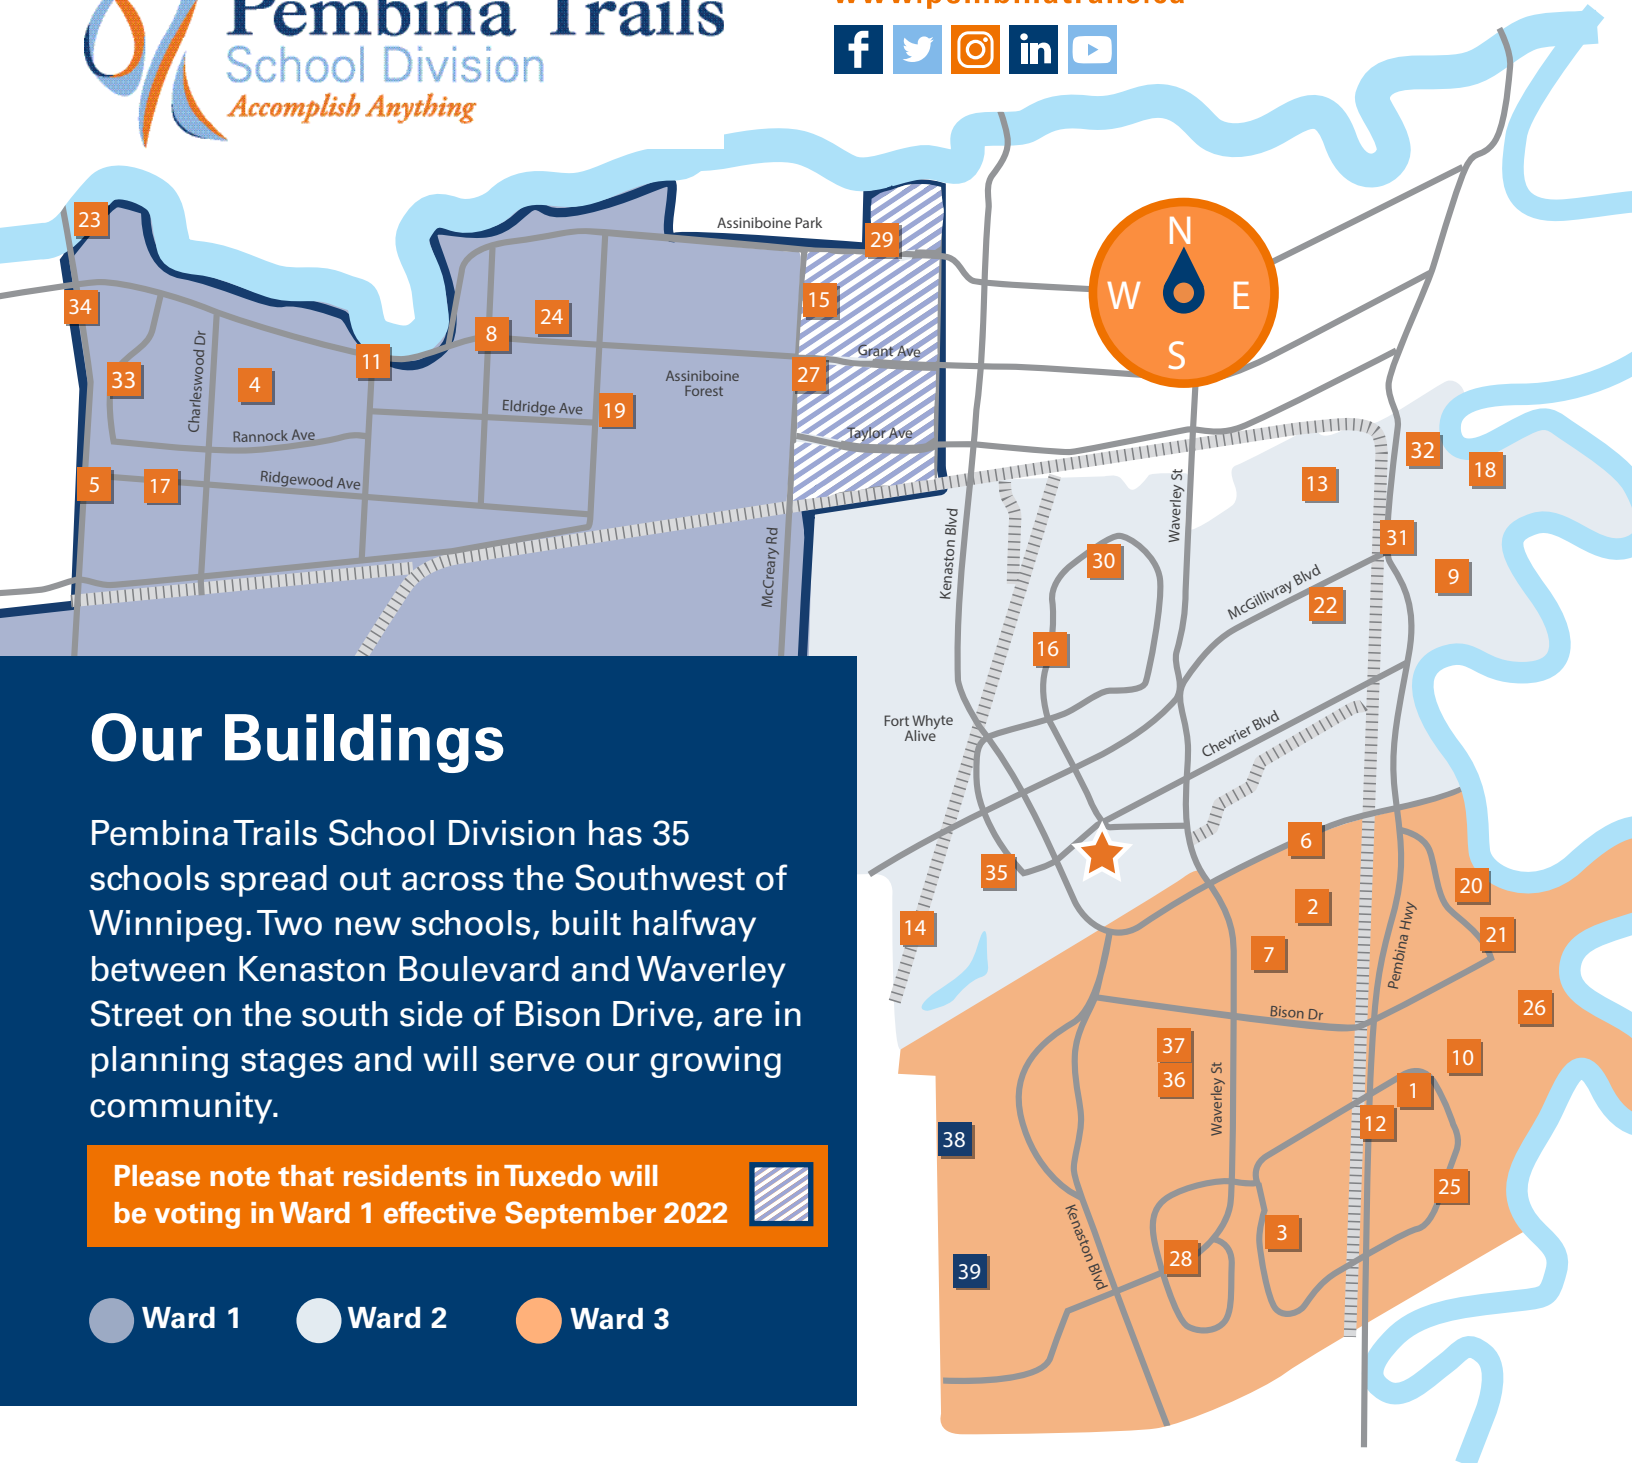 Pembina Trails
School Division
Accomplish Anything
www.pembinatrails.ca
N
W E
S
23
Assiniboine Park
29
34
15
24
8
11
33
4
Charleswood Dr
Grant Ave
27
Assiniboine
Forest
Eldridge Ave
19
Rannock Ave
Taylor Ave
5
17
Ridgewood Ave
32
18
13
Waverley St
Kenaston Blvd
McCreary Rd
31
30
9
McGillivray Blvd
22
16
Fort Whyte
Alive
Chevrier Blvd
6
35
20
2
14
21
7
Pembina Hwy
26
Bison Dr
37
36
10
1
12
Waverley St
38
25
3
28
Kenaston Blvd
39
Our Buildings
Pembina Trails School Division has 35
schools spread out across the Southwest of
Winnipeg. Two new schools, built halfway
between Kenaston Boulevard and Waverley
Street on the south side of Bison Drive, are in
planning stages and will serve our growing
community.
Please note that residents in Tuxedo will
be voting in Ward 1 effective September 2022
Ward 1 Ward 2 Ward 3